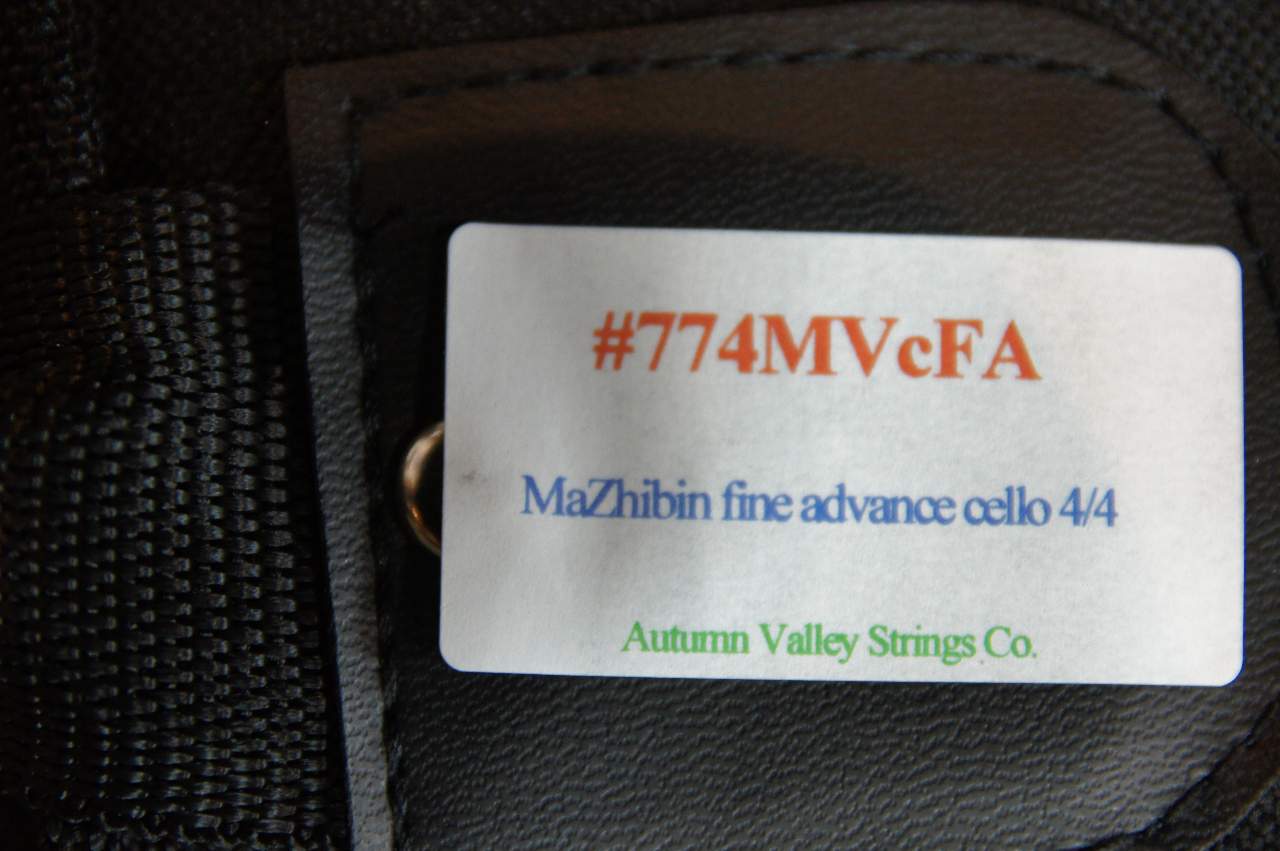 #774MVcFA
MaZhibin fine advance cello 4/4
Autumn Valley Strings Co.